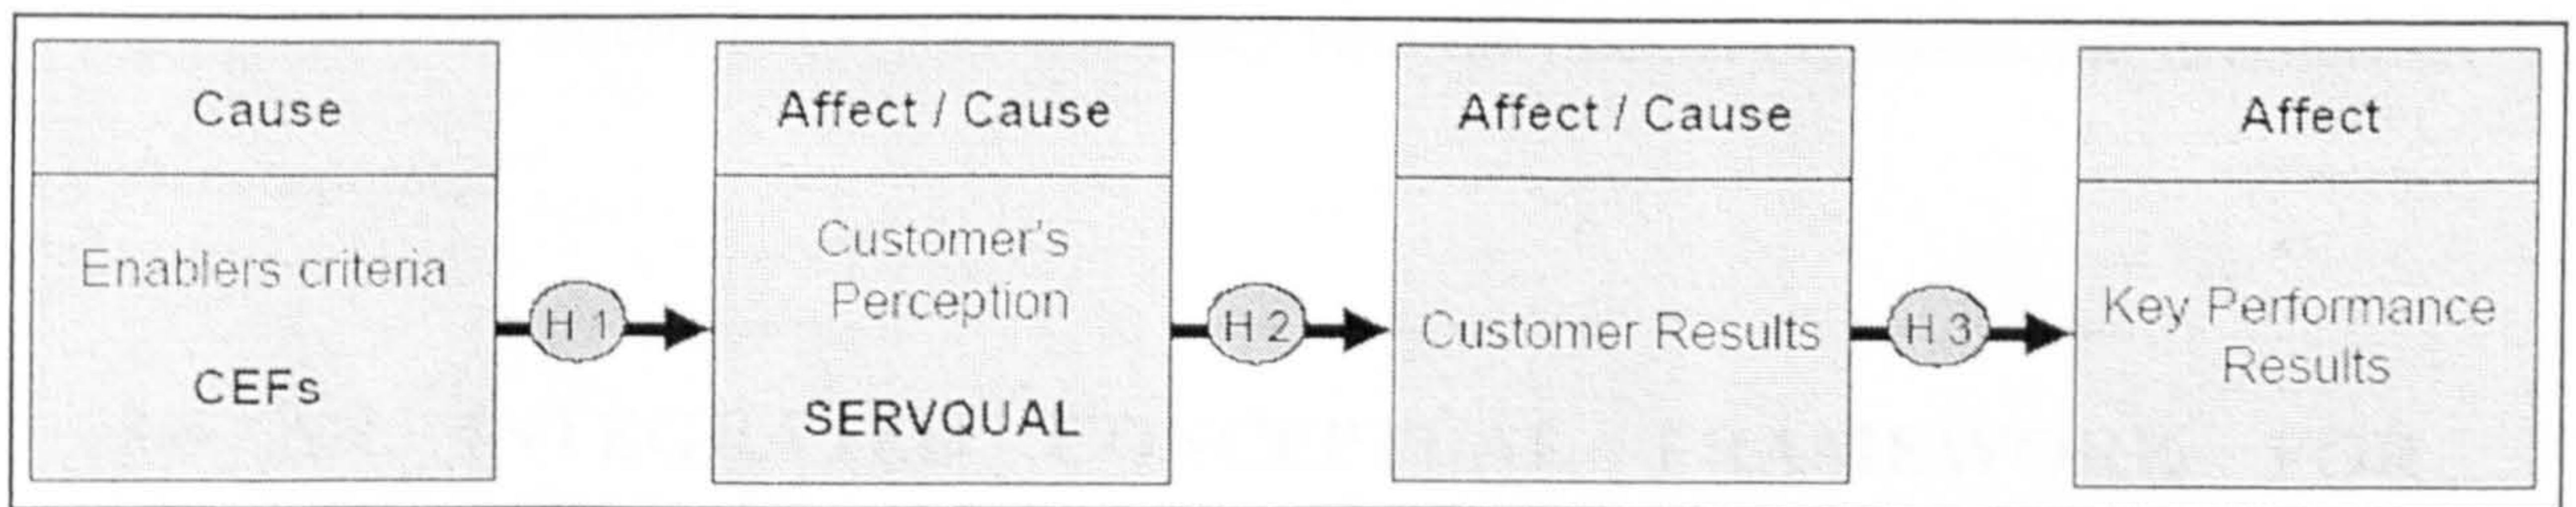 Cause
Enablers criteria
CEFs
H 1
Affect / Cause
Customer's
Perception
SERVQUAL
H 2
Affect / Cause
Customer Results
H 3
Affect
Key Performance
Results